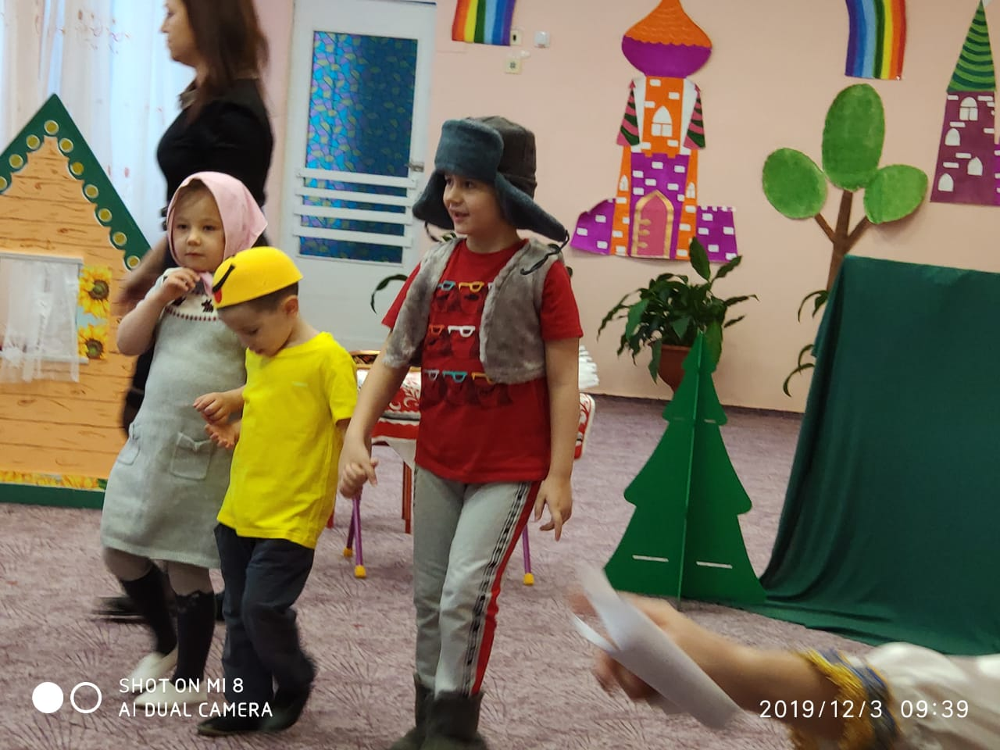 SHOT ON MI 8
AI DUAL CAMERA
2019/12/3 09:39